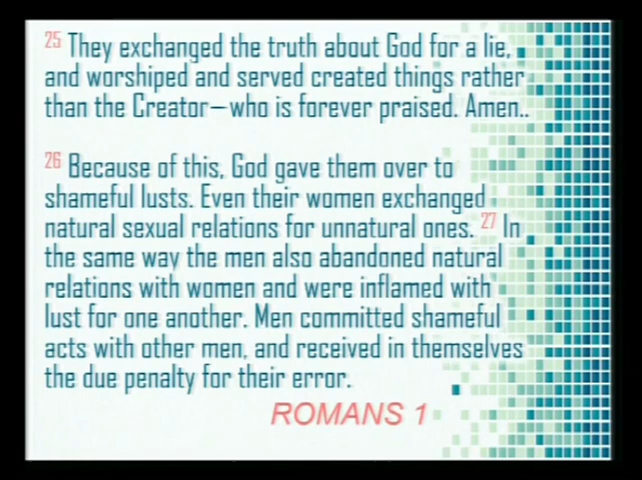 25 They exchanged the truth about God for a lie,
and worshiped and served created things rather
than the Creator—who is forever praised. Amen..
26 Because of this, God gave them over to
shameful lusts. Even their women exchanged
natural sexual relations for unnatural ones. 27 In
the same way the men also abandoned natural
relations with women and were inflamed with
lust for one another. Men committed shameful
acts with other men, and received in themselves
the due penalty for their error.
ROMANS 1